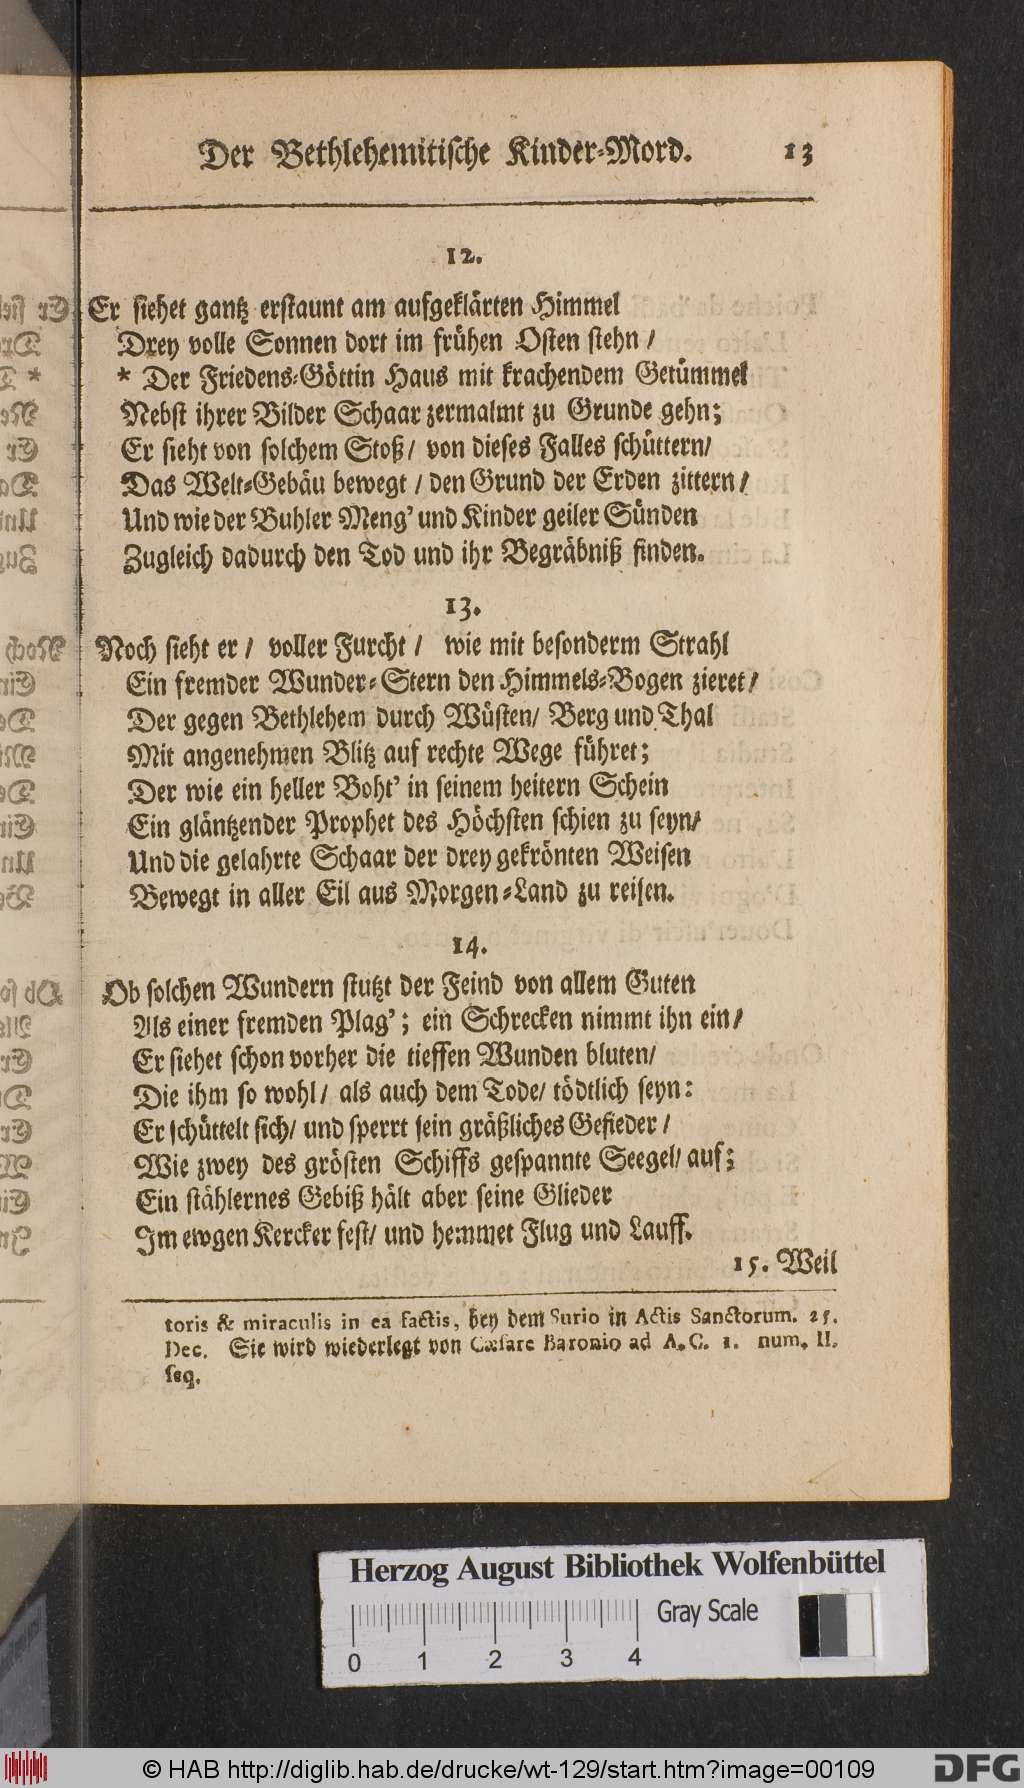 Der Bethlehemitische Kinder-Mord. 13
12.
Er siehet gantz erstaunt am aufgeklärten Himmel
Drey volle Sonnen dort im frühen Osten stehn /
* Der Friedens-Göttin Haus mit krachendem Getümmel
Nebst ihrer Bilder Schaar zermalmt zu Grunde gehn;
Er sieht von solchem Stoß / von dieses Falles schüttern /
Das Welt-Gebäu bewegt / den Grund der Erden zittern /
Und wie der Buhler Meng' und Kinder geiler Sünden
Zugleich dadurch den Tod und ihr Begräbniß finden.
13.
Noch sieht er / voller Furcht / wie mit besonderm Strahl
Ein fremder Wunder-Stern den Himmels-Bogen zieret /
Der gegen Bethlehem durch Wüsten / Berg und Thal
Mit angenehmen Blitz auf rechte Wege führet;
Der wie ein heller Boht' in seinem heitern Schein
Ein gläntzender Prophet des Höchsten schien zu seyn /
Und die gelahrte Schaar der drey gekrönten Weisen
Bewegt in aller Eil aus Morgen-Land zu reisen.
14.
Ob solchen Wundern stutzt der Feind von allem Guten
Als einer fremden Plag'; ein Schrecken nimmt ihn ein /
Er siehet schon vorher die tieffen Wunden bluten /
Die ihm so wohl / als auch dem Tode / tödtlich seyn:
Er schüttelt sich / und sperrt sein gräßliches Gefieder /
Wie zwey des grösten Schiffs gespannte Seegel / auf;
Ein stählernes Gebiß hält aber seine Glieder
Im ewgen Kercker fest / und hemmet Flug und Lauff.
15. Weil
toris & miraculis in ea factis, bey dem Surio in Actis Sanctorum. 25.
Dec. Sie wird wiederlegt von Cæsare Baronio ad A. C. 1. num. II.
seq.
Herzog August Bibliothek Wolfenbüttel
Gray Scale
0 1 2 3 4
© HAB http://diglib.hab.de/drucke/wt-129/start.htm?image=00109
DFG